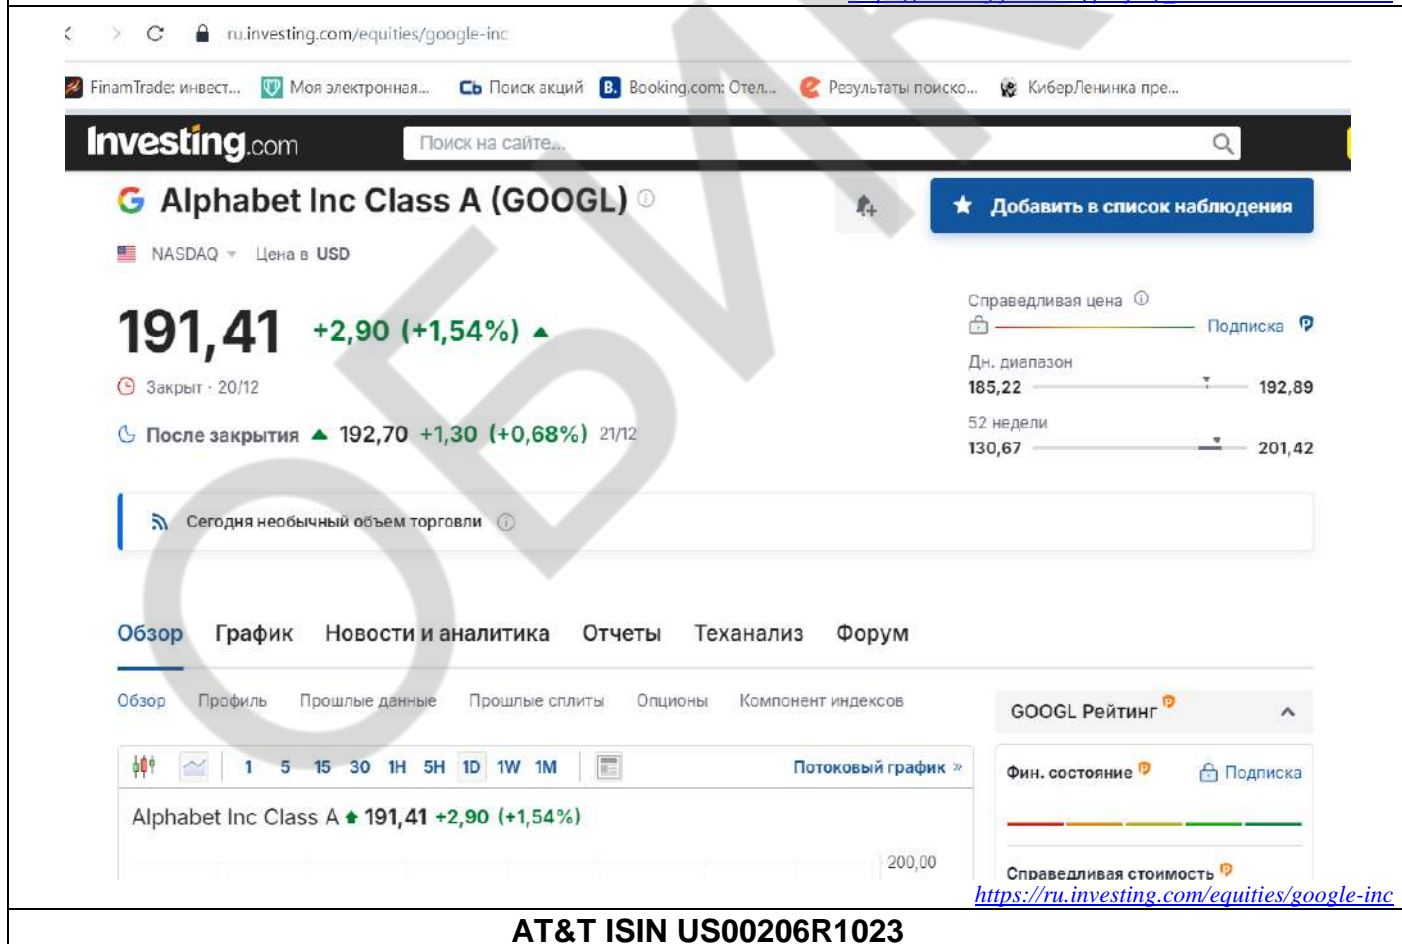 ru.investing.com/equities/google-inc
FinamTrade: инвест... Моя электронная... Сь Поиск акций B. Booking.com: Отел... Результаты поиско... КиберЛенинка пре...
Investing.com Поиск на сайте...
Alphabet Inc Class A (GOOGL)
Добавить в список наблюдения
NASDAQ Цена в USD
191,41 +2,90 (+1,54%)
Закрыт · 20/12
После закрытия 192,70 +1,30 (+0,68%) 21/12
Справедливая цена
Подписка
Дн. диапазон
185,22 192,89
52 недели
130,67 201,42
Сегодня необычный объем торговли
Обзор График Новости и аналитика Отчеты Теханализ Форум
Обзор Профиль Прошлые данные Прошлые сплиты Опционы Компонент индексов
1 5 15 30 1H 5H 1D 1W 1M Потоковый график »
Alphabet Inc Class A 191,41 +2,90 (+1,54%)
200,00
GOOGL Рейтинг
Фин. состояние Подписка
Справедливая стоимость
https://ru.investing.com/equities/google-inc
AT&T ISIN US00206R1023